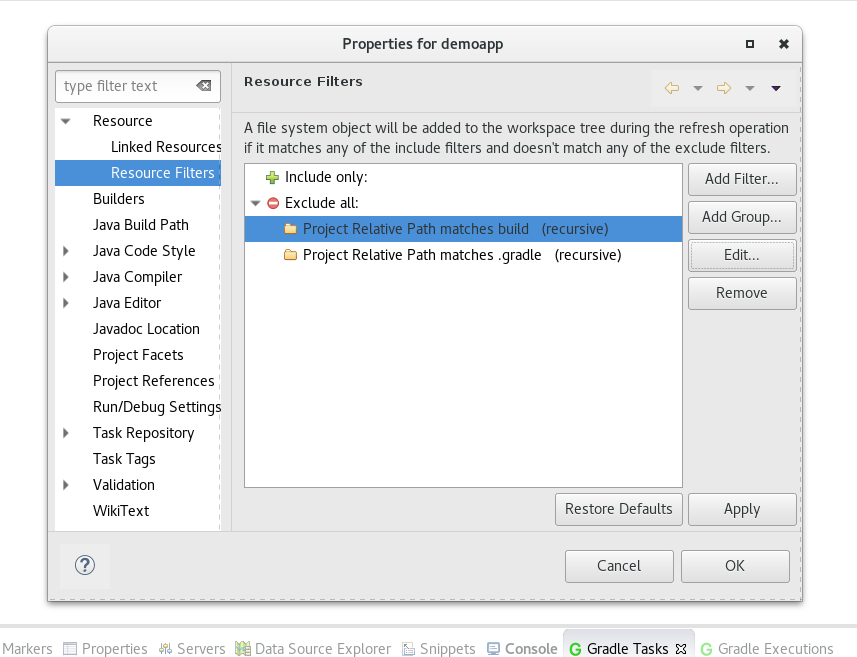 Properties for demoapp
type filter text
Resource
Linked Resources
Resource Filters
Builders
Java Build Path
Java Code Style
Java Compiler
Java Editor
Javadoc Location
Project Facets
Project References
Run/Debug Settings
Task Repository
Task Tags
Validation
WikiText
Resource Filters
A file system object will be added to the workspace tree during the refresh operation
if it matches any of the include filters and doesn't match any of the exclude filters.
Include only:
Exclude all:
Project Relative Path matches build (recursive)
Project Relative Path matches .gradle (recursive)
Add Filter...
Add Group...
Edit...
Remove
Restore Defaults
Apply
?
Cancel
OK
Markers Properties Servers Data Source Explorer Snippets Console G Gradle Tasks G Gradle Executions